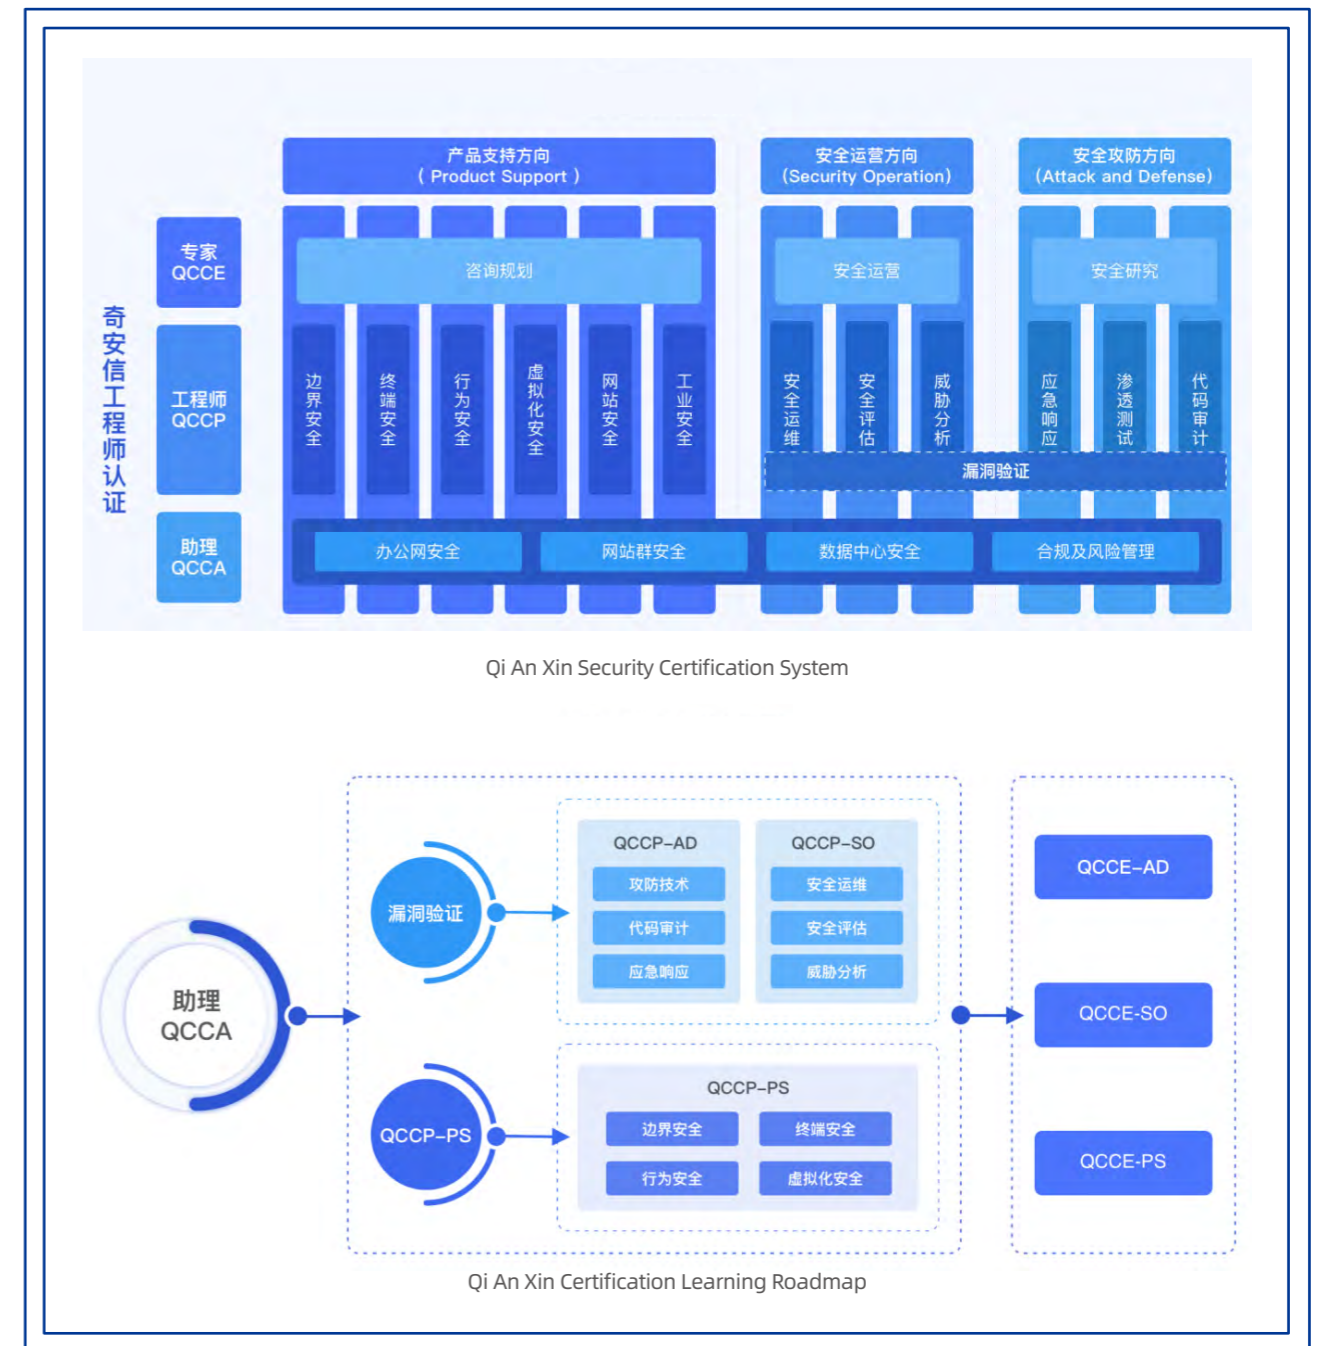 产品支持方向
( Product Support )
安全运营方向
(Security Operation)
安全攻防方向
(Attack and Defense)
奇安信工程师认证
专家
QCCE
咨询规划
安全运营
安全研究
工程师
QCCP
边界安全
终端安全
行为安全
虚拟化安全
网站安全
工业安全
安全运维
安全评估
威胁分析
应急响应
渗透测试
代码审计
漏洞验证
助理
QCCA
办公网安全
网站群安全
数据中心安全
合规及风险管理
Qi An Xin Security Certification System
助理
QCCA
漏洞验证
QCCP-AD
攻防技术
代码审计
应急响应
QCCP-SO
安全运维
安全评估
威胁分析
QCCP-PS
QCCP-PS
边界安全
终端安全
行为安全
虚拟化安全
QCCE-AD
QCCE-SO
QCCE-PS
Qi An Xin Certification Learning Roadmap